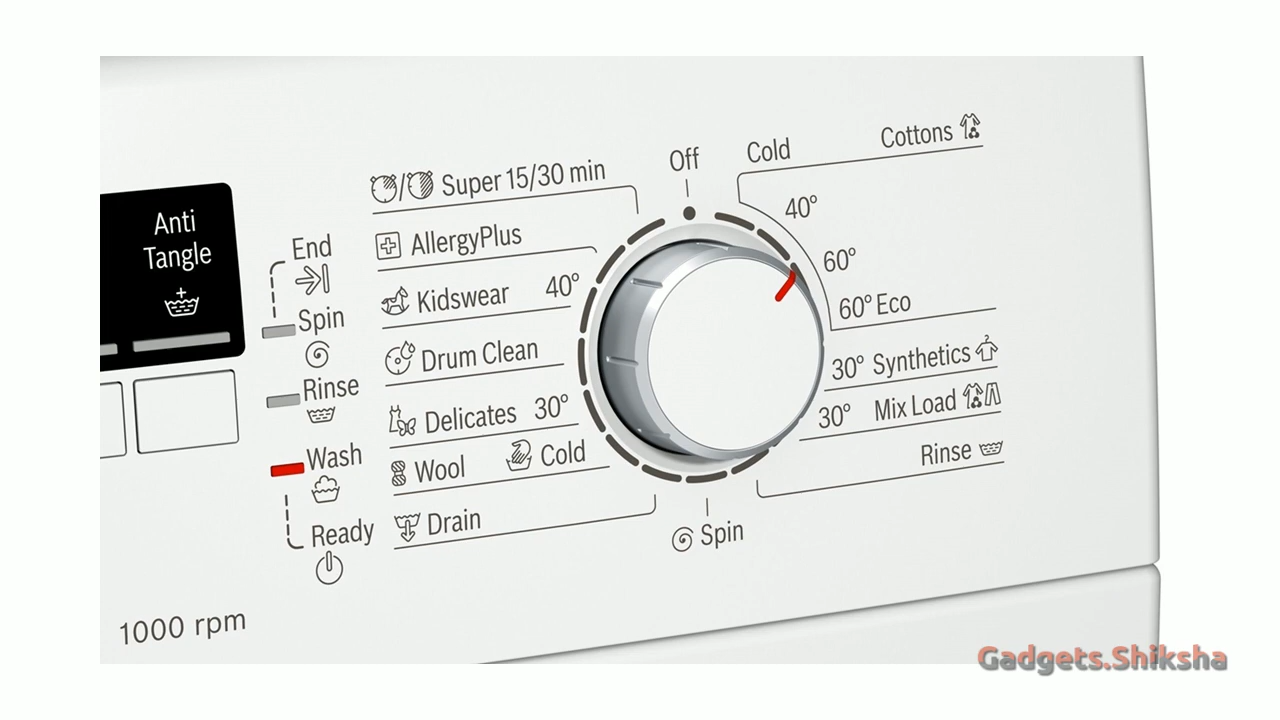 Anti
Tangle
End
Spin
Rinse
Wash
Ready
1000 rpm
Super 15/30 min
AllergyPlus
Kidswear 40°
Drum Clean
Delicates 30°
Wool Cold
Drain
Off
Cold
Cottons
40°
60°
60° Eco
30° Synthetics
30° Mix Load
Rinse
Spin
Gadgets.Shiksha